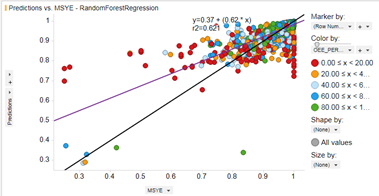 Predictions vs. MSYE - RandomForestRegression
y=0.37 + (0.62 * x)
r2=0.621
1
0.9
0.8
0.7
0.6
0.5
0.4
0.3
0.3
0.4
0.5
0.6
0.7
0.8
0.9
1
Predictions
MSYE
Marker by:
(Row Num...
Color by:
OEE_PER...
0.00 ≤ x < 20.00
20.00 ≤ x < 4...
40.00 ≤ x < 6...
60.00 ≤ x < 8...
80.00 ≤ x < 1...
Shape by:
(None)
All values
Size by:
(None)